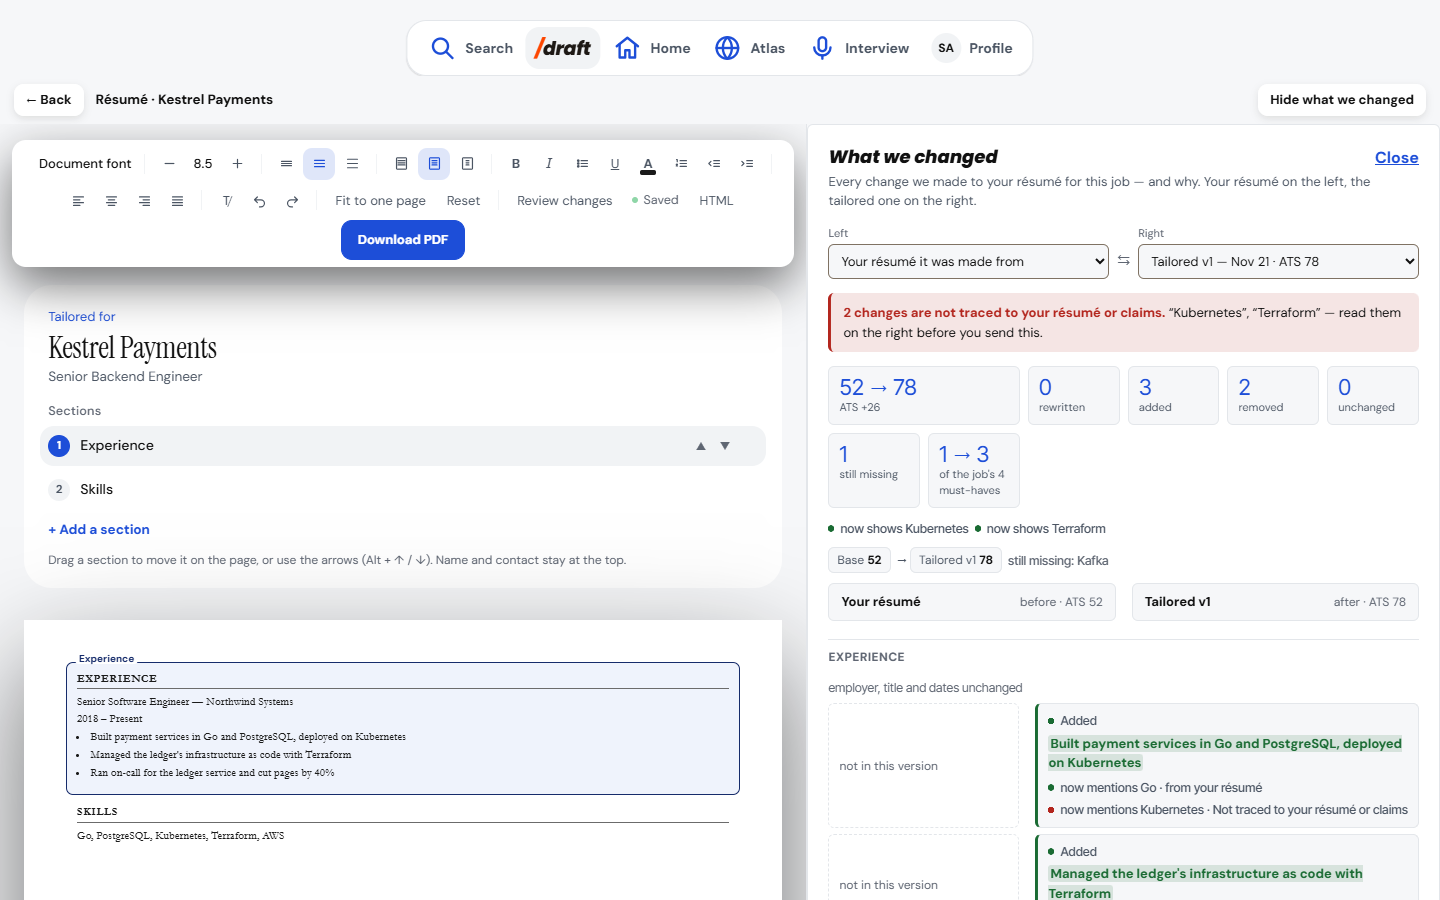 Search
/draft
Home
Atlas
Interview
SA
Profile
← Back
Résumé · Kestrel Payments
Hide what we changed
Document font
8.5
B
I
U
A
Fit to one page
Reset
Review changes
Saved
HTML
Download PDF
Tailored for
Kestrel Payments
Senior Backend Engineer
Sections
1
Experience
▲ ▼
2
Skills
+ Add a section
Drag a section to move it on the page, or use the arrows (Alt + ↑ / ↓). Name and contact stay at the top.
Experience
EXPERIENCE
Senior Software Engineer — Northwind Systems
2018 – Present
• Built payment services in Go and PostgreSQL, deployed on Kubernetes
• Managed the ledger's infrastructure as code with Terraform
• Ran on-call for the ledger service and cut pages by 40%
SKILLS
Go, PostgreSQL, Kubernetes, Terraform, AWS
What we changed
Close
Every change we made to your résumé for this job — and why. Your résumé on the left, the
tailored one on the right.
Left
Your résumé it was made from
⇆
Right
Tailored v1 — Nov 21 · ATS 78
2 changes are not traced to your résumé or claims. “Kubernetes”, “Terraform” — read them
on the right before you send this.
52 → 78
ATS +26
0
rewritten
3
added
2
removed
0
unchanged
1
still missing
1 → 3
of the job's 4
must-haves
now shows Kubernetes
now shows Terraform
Base 52
→
Tailored v1 78
still missing: Kafka
Your résumé
before · ATS 52
Tailored v1
after · ATS 78
EXPERIENCE
employer, title and dates unchanged
not in this version
Added
Built payment services in Go and PostgreSQL, deployed
on Kubernetes
now mentions Go · from your résumé
now mentions Kubernetes · Not traced to your résumé or claims
not in this version
Added
Managed the ledger's infrastructure as code with
Terraform